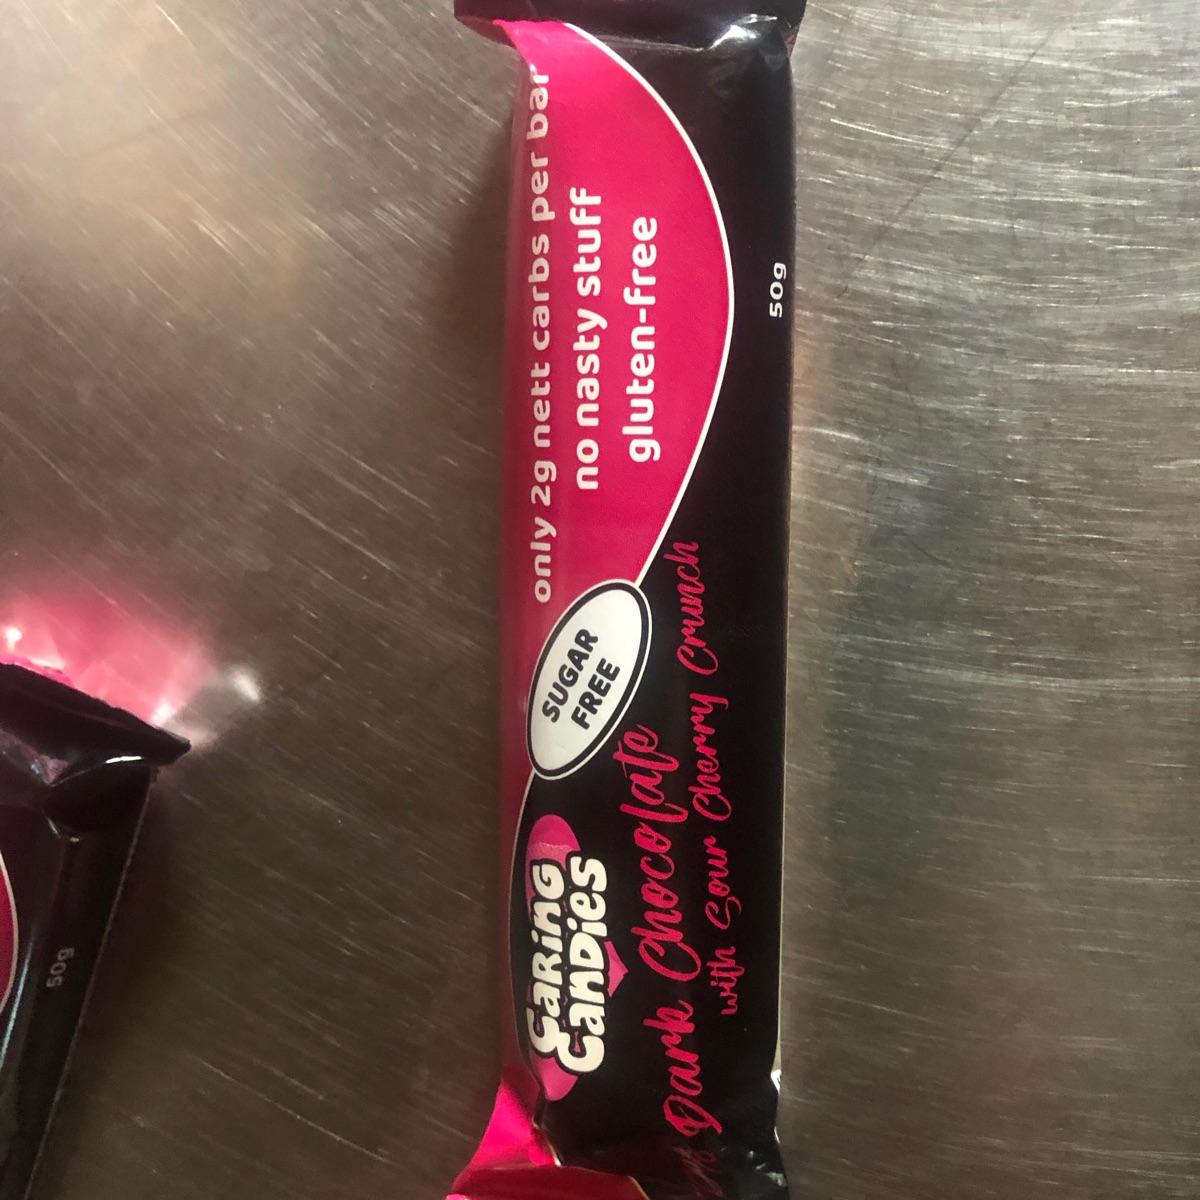 only 2g nett carbs per bar
no nasty stuff
gluten-free
SUGAR
FREE
CARING
CANDIES
Dark Chocolate
with Sour Cherry Crunch
50g
50g